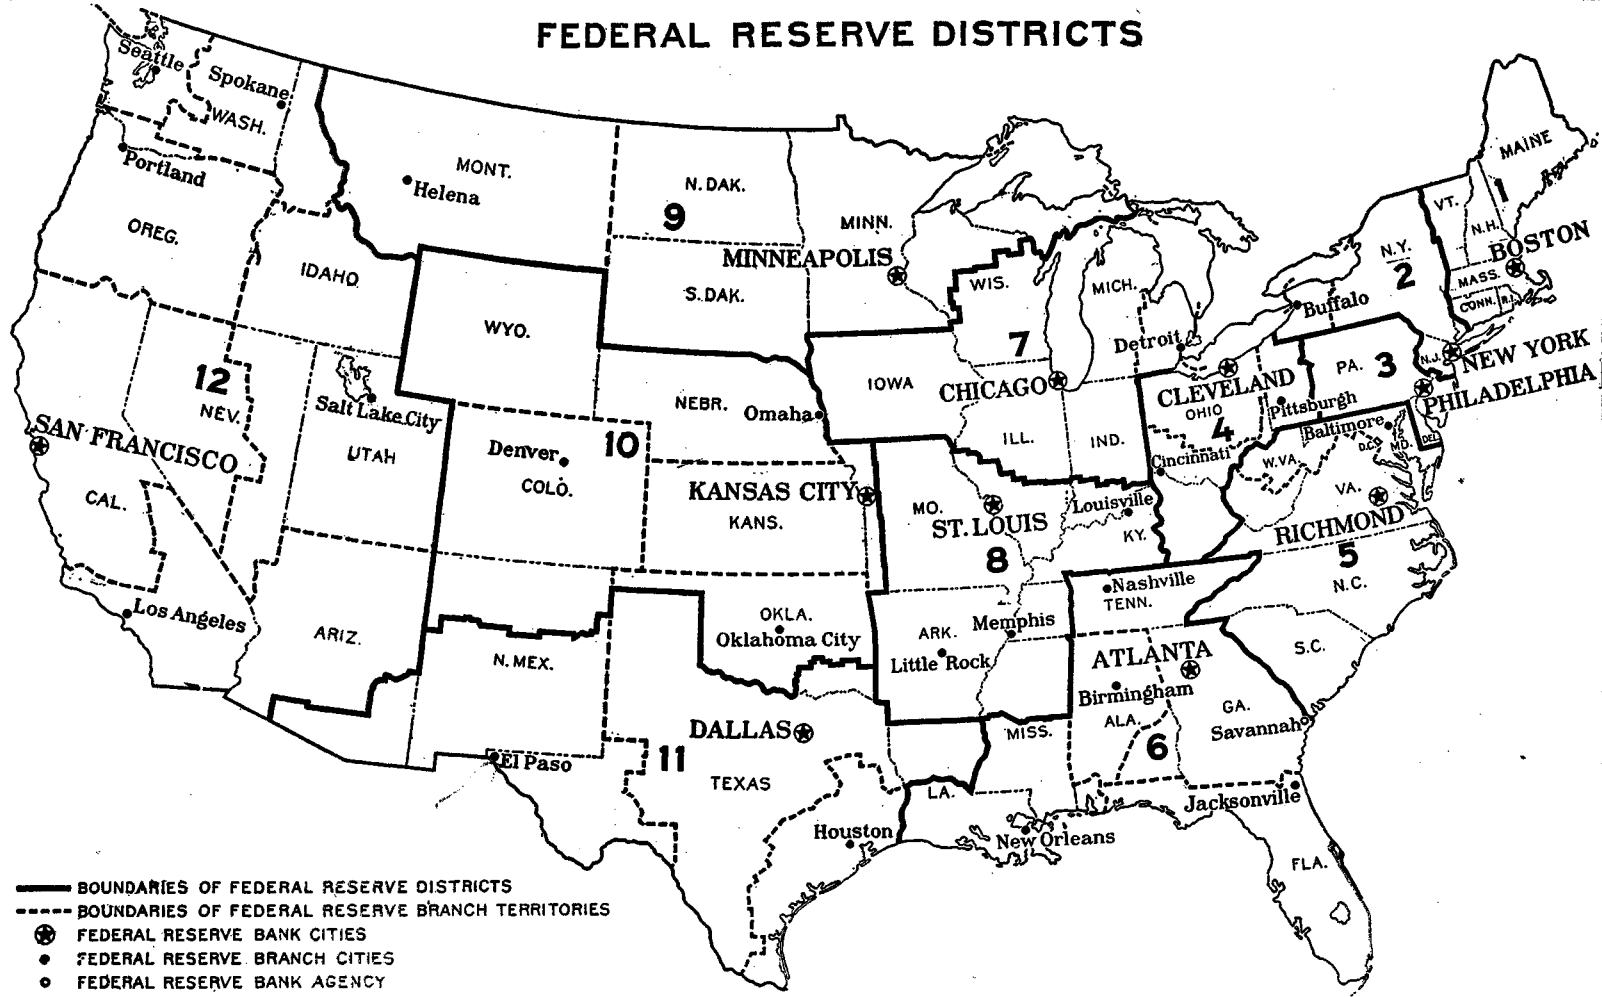 FEDERAL RESERVE DISTRICTS
Seattle
Spokane
WASH.
Portland
OREG.
MONT.
Helena
IDAHO
N. DAK.
9
S. DAK.
MINN.
MINNEAPOLIS
WYO.
WIS.
MICH.
7
Detroit
IOWA
CHICAGO
ILL.
IND.
MAINE
VT.
N.H.
1
BOSTON
MASS.
CONN.
R.I.
N.Y.
2
Buffalo
N.J.
NEW YORK
PA.
3
PHILADELPHIA
CLEVELAND
OHIO
4
Pittsburgh
Cincinnati
Baltimore
D.C.
MD.
DEL.
W.VA.
VA.
RICHMOND
5
N.C.
S.C.
12
NEV.
SAN FRANCISCO
CAL.
Los Angeles
Salt Lake City
UTAH
ARIZ.
NEBR.
Omaha
10
Denver
COLO.
KANSAS CITY
KANS.
OKLA.
Oklahoma City
N. MEX.
MO.
ST. LOUIS
8
Louisville
KY.
ARK.
Memphis
Little Rock
Nashville
TENN.
ATLANTA
Birmingham
ALA.
GA.
Savannah
6
MISS.
Jacksonville
FLA.
LA.
New Orleans
DALLAS
El Paso
11
TEXAS
Houston
BOUNDARIES OF FEDERAL RESERVE DISTRICTS
BOUNDARIES OF FEDERAL RESERVE BRANCH TERRITORIES
FEDERAL RESERVE BANK CITIES
FEDERAL RESERVE BRANCH CITIES
FEDERAL RESERVE BANK AGENCY